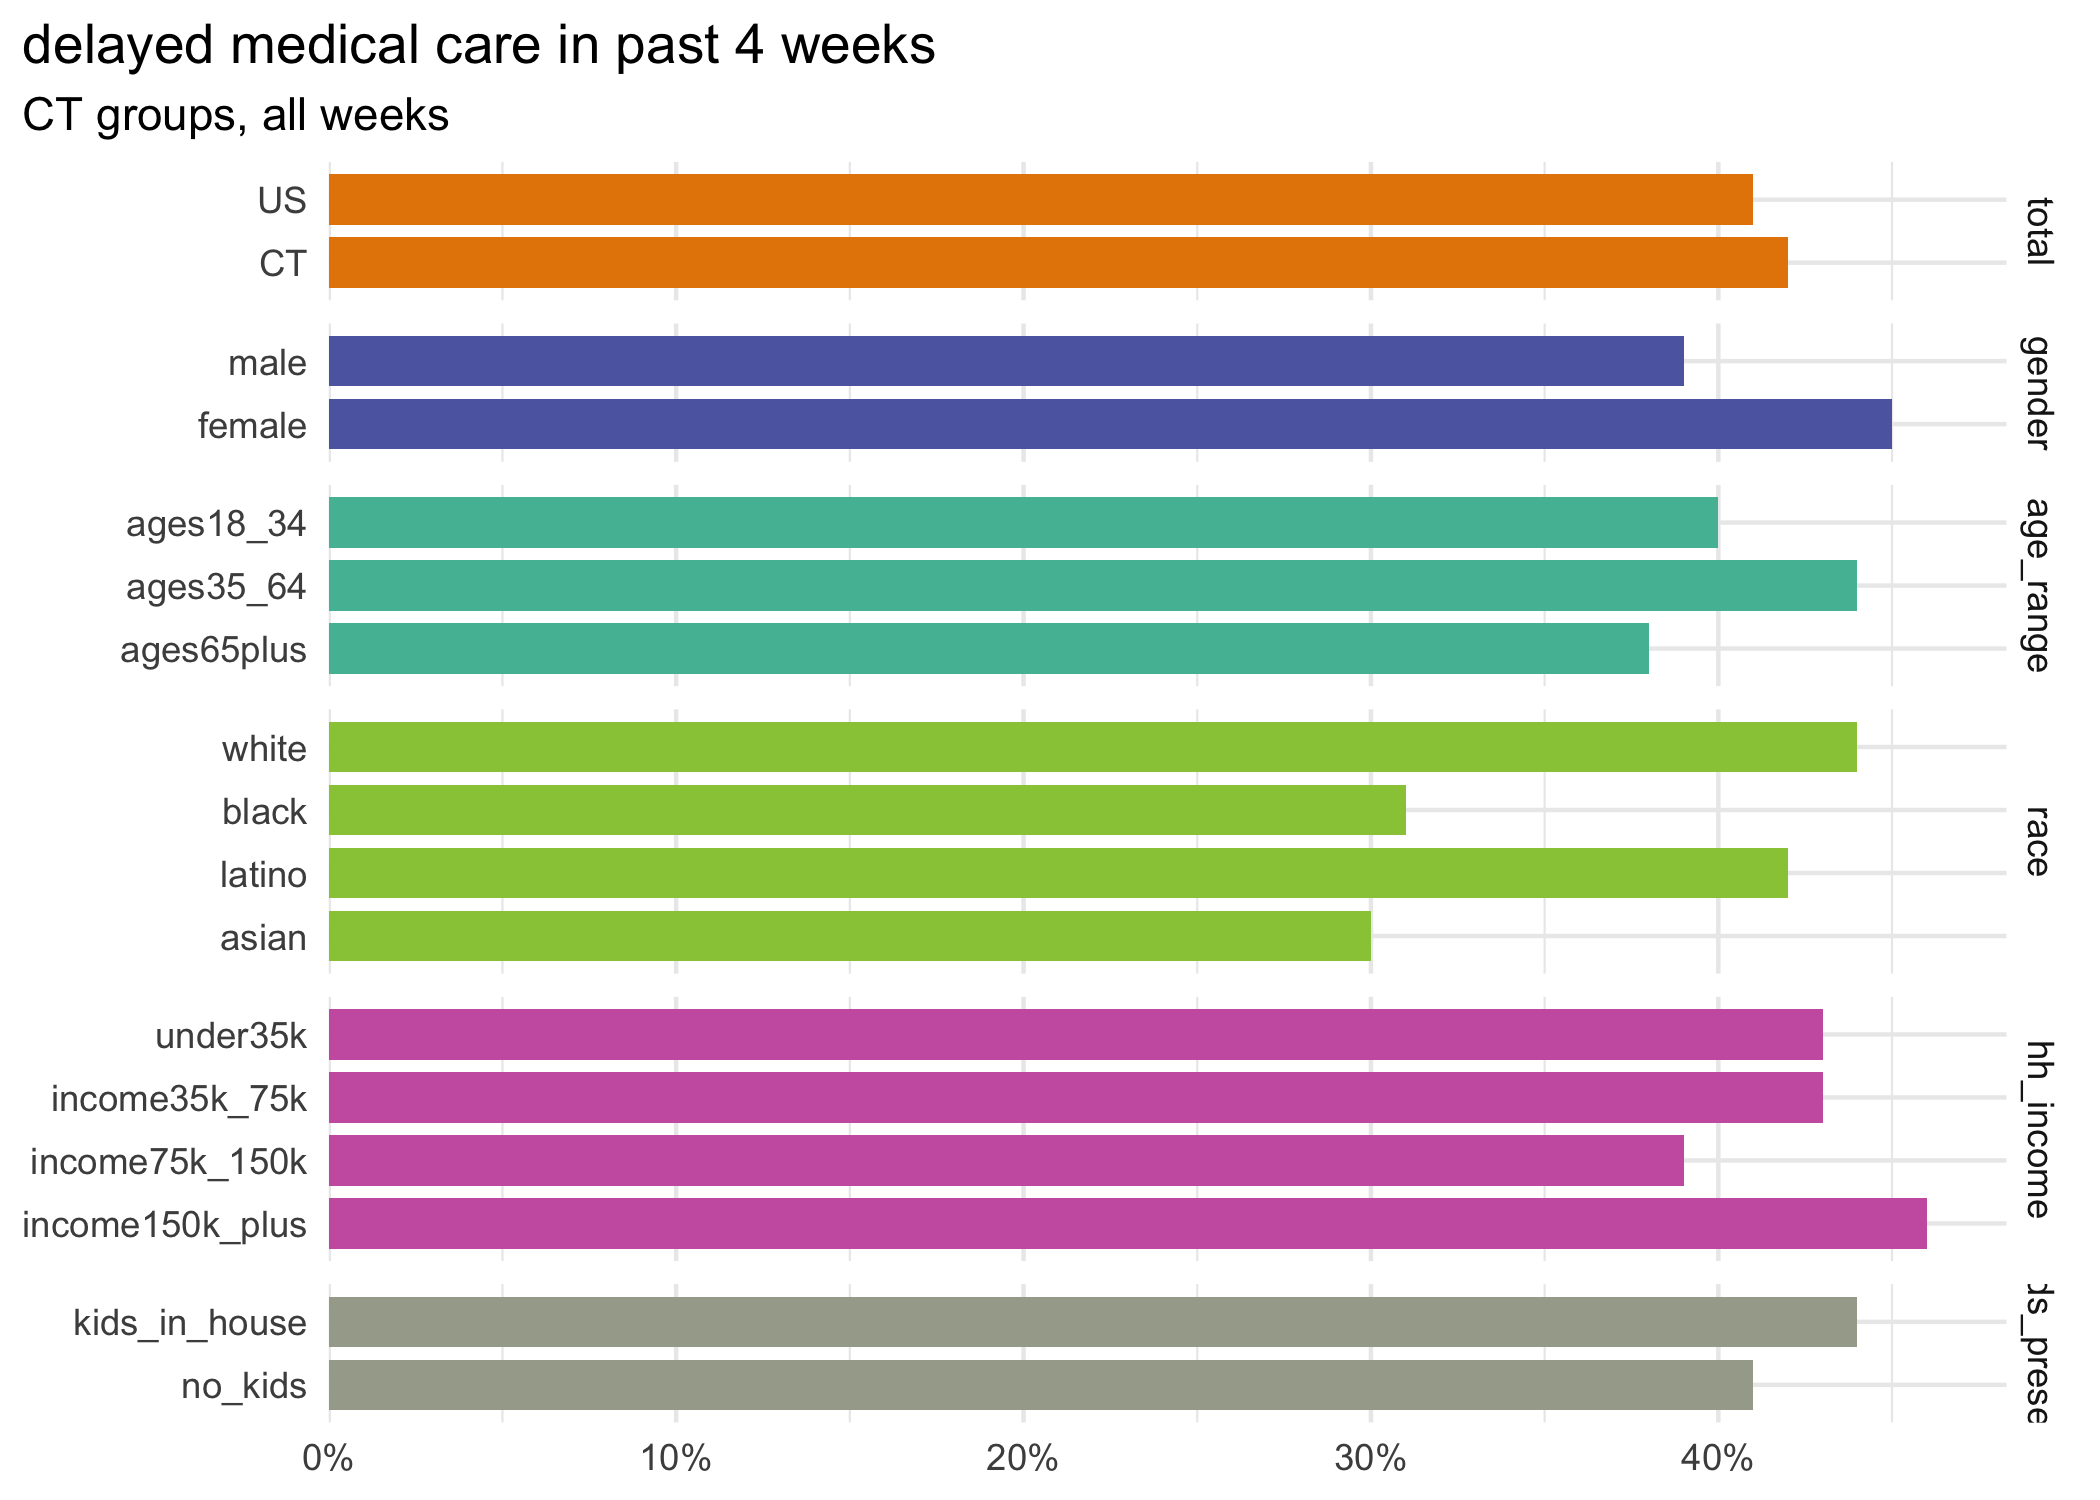 delayed medical care in past 4 weeks
CT groups, all weeks
US
CT
total
male
female
gender
ages18_34
ages35_64
ages65plus
age_range
white
black
latino
asian
race
under35k
income35k_75k
income75k_150k
income150k_plus
hh_income
kids_in_house
no_kids
ds_prese
0% 10% 20% 30% 40%